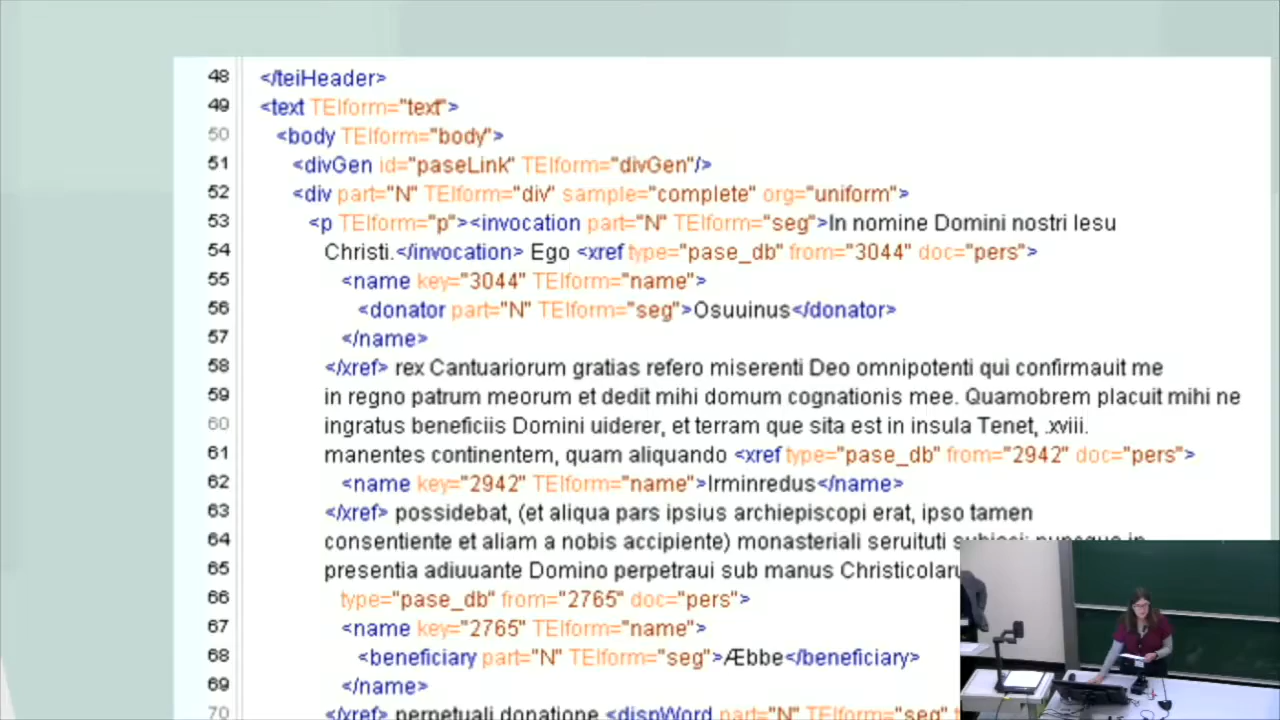 48 </teiHeader>
49 <text TEIform="text">
50 <body TEIform="body">
51 <divGen id="paseLink" TEIform="divGen"/>
52 <div part="N" TEIform="div" sample="complete" org="uniform">
53 <p TEIform="p"><invocation part="N" TEIform="seg">In nomine Domini nostri Iesu
54 Christi.</invocation> Ego <xref type="pase_db" from="3044" doc="pers">
55 <name key="3044" TEIform="name">
56 <donator part="N" TEIform="seg">Osuuinus</donator>
57 </name>
58 </xref> rex Cantuariorum gratias refero miserenti Deo omnipotenti qui confirmauit me
59 in regno patrum meorum et dedit mihi domum cognationis mee. Quamobrem placuit mihi ne
60 ingratus beneficiis Domini uiderer, et terram que sita est in insula Tenet, .xviii.
61 manentes continentem, quam aliquando <xref type="pase_db" from="2942" doc="pers">
62 <name key="2942" TEIform="name">Irminredus</name>
63 </xref> possidebat, (et aliqua pars ipsius archiepiscopi erat, ipso tamen
64 consentiente et aliam a nobis accipiente) monasteriali seruituti
65 presentia adiuuante Domino perpetraui sub manus Christicolaru
66 type="pase_db" from="2765" doc="pers">
67 <name key="2765" TEIform="name">
68 <beneficiary part="N" TEIform="seg">Æbbe</beneficiary>
69 </name>
70 </xref> perpetuali donatione <dispWord part="N" TEIform="seg"